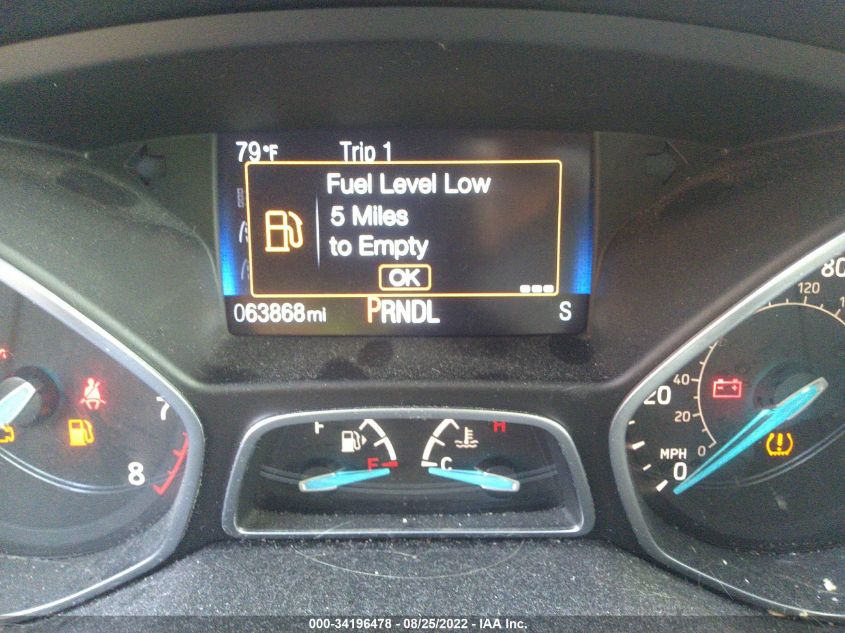 79°F Trip 1
Fuel Level Low
5 Miles
to Empty
OK
063868mi PRNDL S
7
8
F
E
H
C
80
120
40
20
20
0
MPH
0
000-34196478 - 08/25/2022 - IAA Inc.